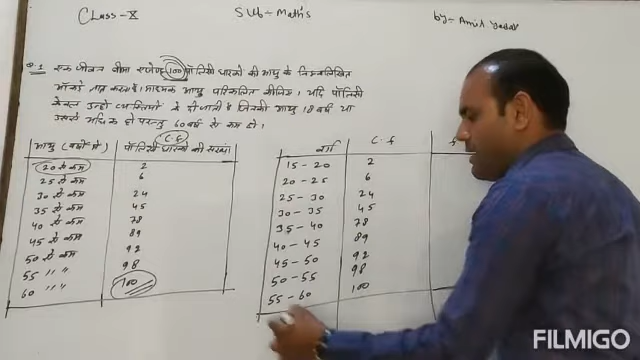 CLass-X
Sub-Maths
by-Amit Yadav
Q.1 एक जीवन बीमा एजेण्ट 100 पॉलिसी धारकों की आयु के निम्नलिखित
आँकड़े ज्ञात करता है। माध्यक आयु परिकलित कीजिए। यदि पॉलिसी
केवल उन्हीं व्यक्तियों को दी जाती है जिनकी आयु 18 वर्ष या
उससे अधिक हो परन्तु 60 वर्ष से कम हो।
(C.f)
आयु (वर्षों में) पॉलिसी धारकों की संख्या
20 से कम 2
25 से कम 6
30 से कम 24
35 से कम 45
40 से कम 78
45 से कम 89
50 से कम 92
55 " " 98
60 " " 100
वर्ग C.f f
15-20 2
20-25 6
25-30 24
30-35 45
35-40 78
40-45 89
45-50 92
50-55 98
55-60 100
FILMIGO